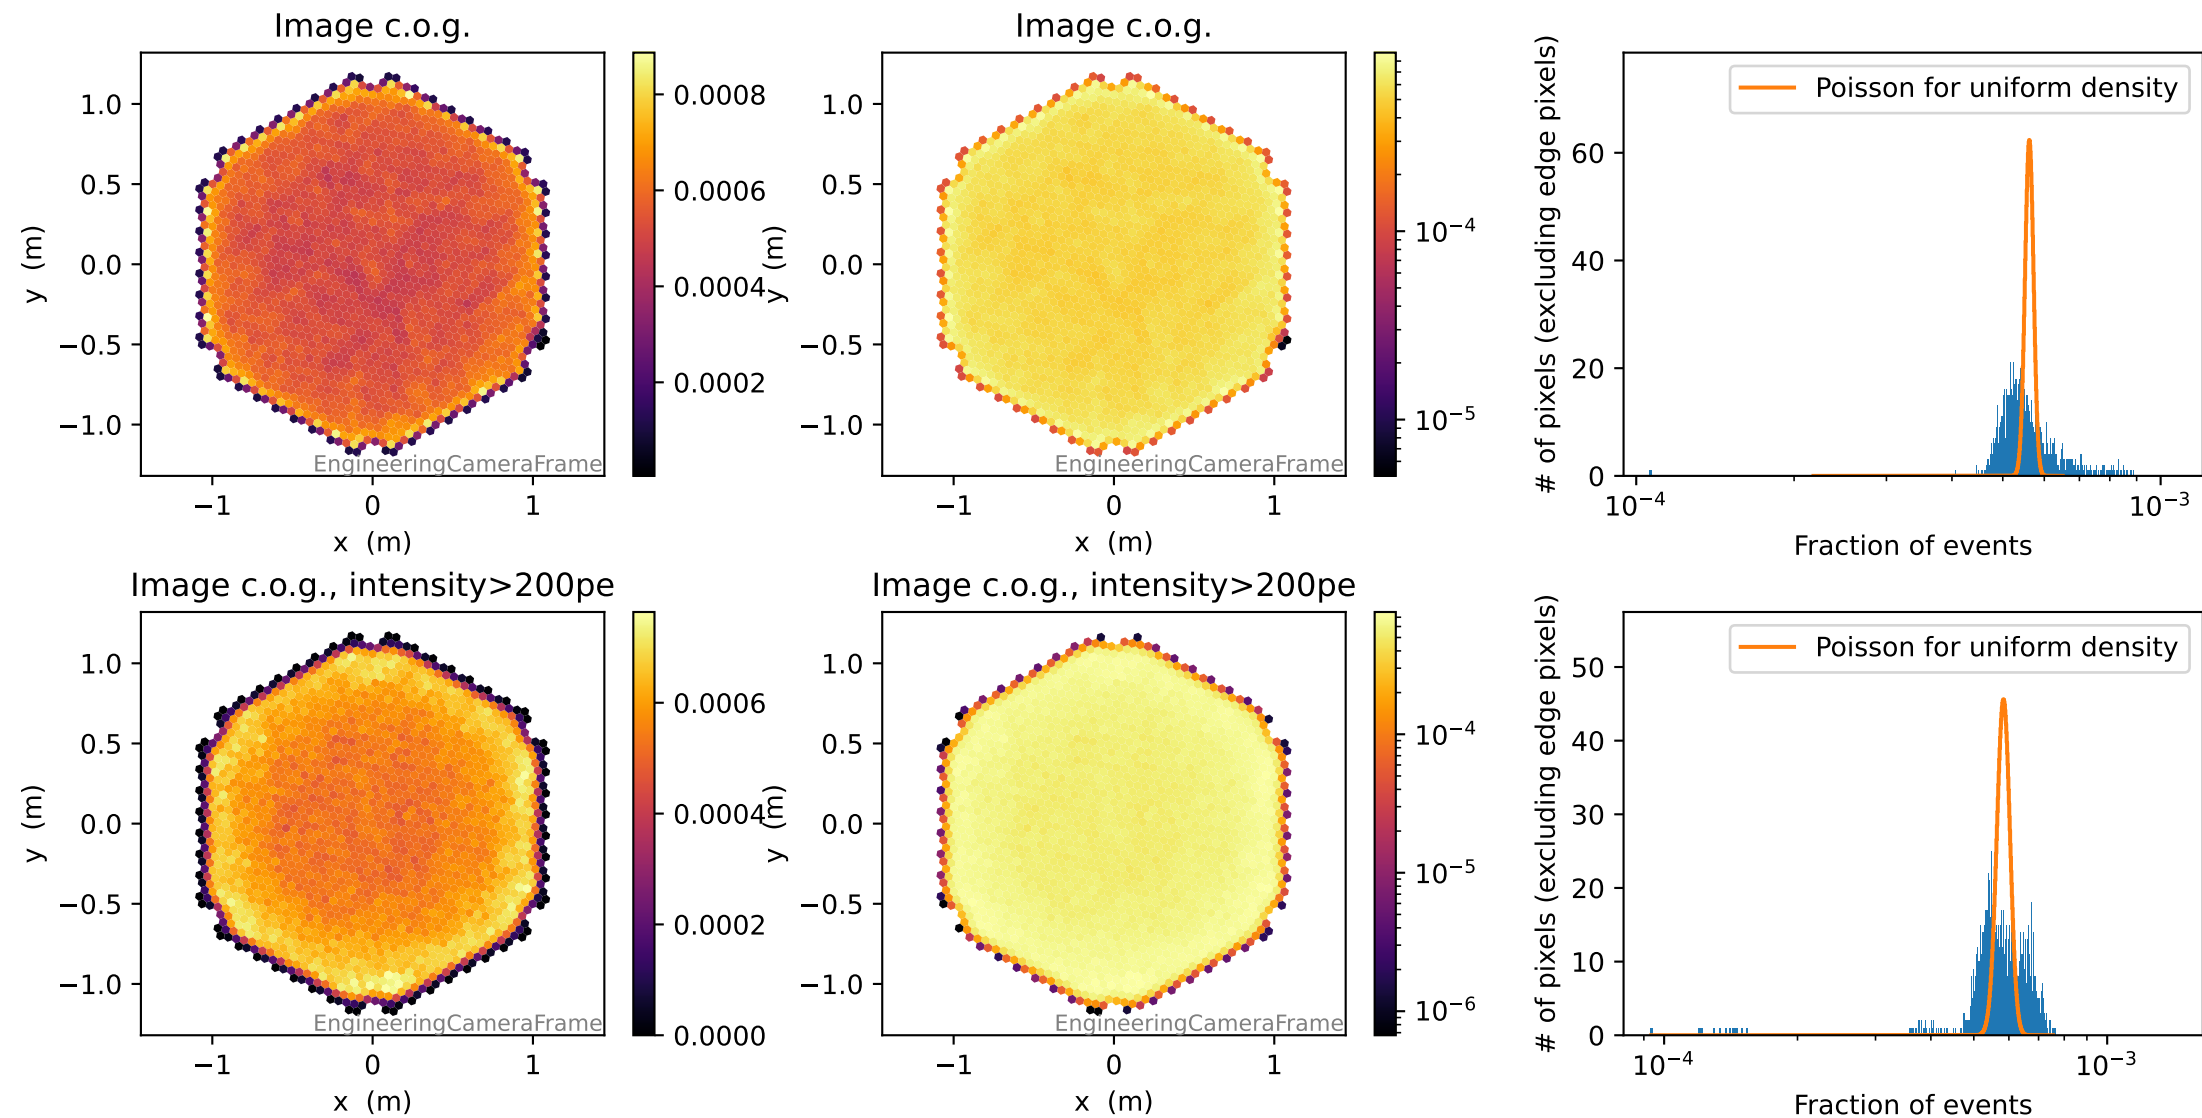 Image c.o.g.
y (m)
1.0
0.5
0.0
−0.5
−1.0
EngineeringCameraFrame
−1 0 1
x (m)
0.0008
0.0006
0.0004
0.0002
Image c.o.g.
y (m)
1.0
0.5
0.0
−0.5
−1.0
EngineeringCameraFrame
−1 0 1
x (m)
10⁻⁴
10⁻⁵
# of pixels (excluding edge pixels)
60
40
20
0
Poisson for uniform density
10⁻⁴ 10⁻³
Fraction of events
Image c.o.g., intensity>200pe
y (m)
1.0
0.5
0.0
−0.5
−1.0
EngineeringCameraFrame
−1 0 1
x (m)
0.0006
0.0004
0.0002
0.0000
Image c.o.g., intensity>200pe
y (m)
1.0
0.5
0.0
−0.5
−1.0
EngineeringCameraFrame
−1 0 1
x (m)
10⁻⁴
10⁻⁵
10⁻⁶
# of pixels (excluding edge pixels)
50
40
30
20
10
0
Poisson for uniform density
10⁻⁴ 10⁻³
Fraction of events